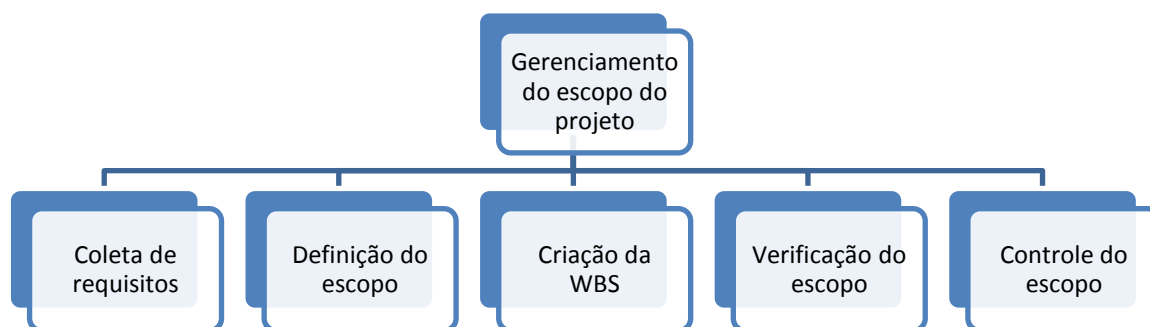 Gerenciamento
do escopo do
projeto
Coleta de
requisitos
Definição do
escopo
Criação da
WBS
Verificação do
escopo
Controle do
escopo